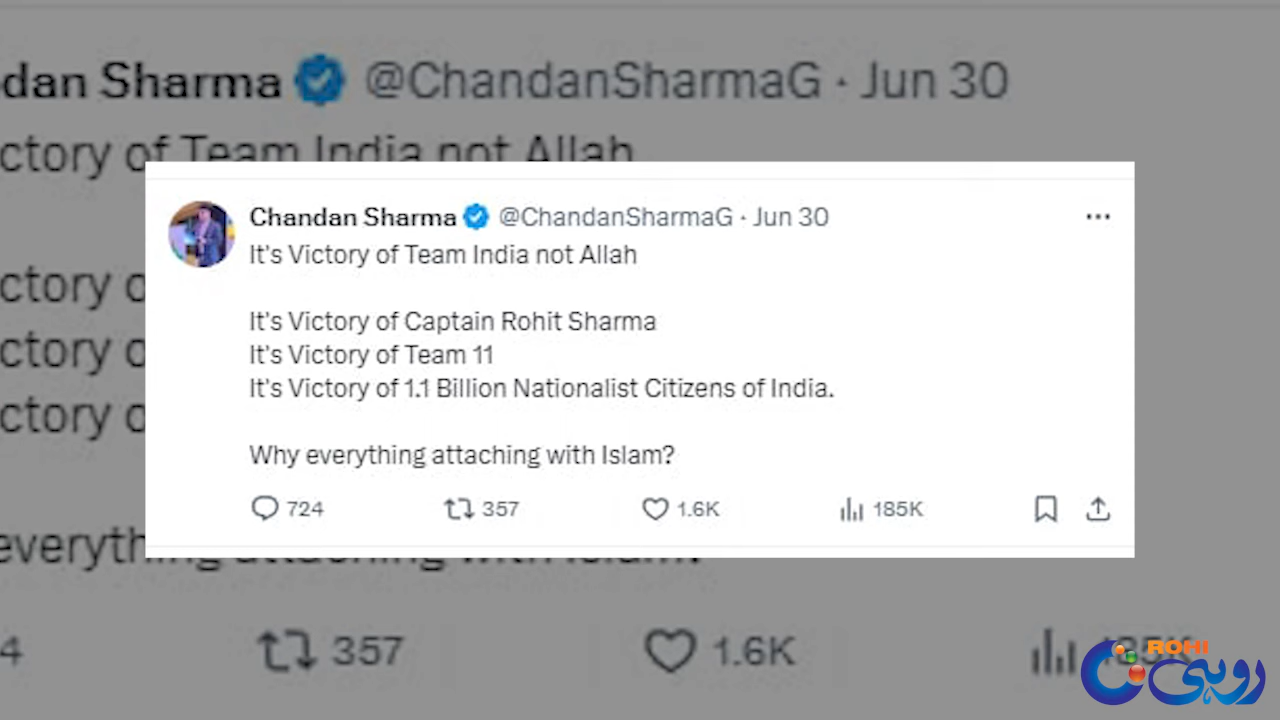 dan Sharma @ChandanSharmaG · Jun 30
ctory of Team India not Allah
Chandan Sharma @ChandanSharmaG · Jun 30
It's Victory of Team India not Allah
It's Victory of Captain Rohit Sharma
It's Victory of Team 11
It's Victory of 1.1 Billion Nationalist Citizens of India.
Why everything attaching with Islam?
724 357 1.6K 185K
ctory o
ctory o
ctory o
everything attaching with Islam?
4 357 1.6K 185K
ROHI
روہی